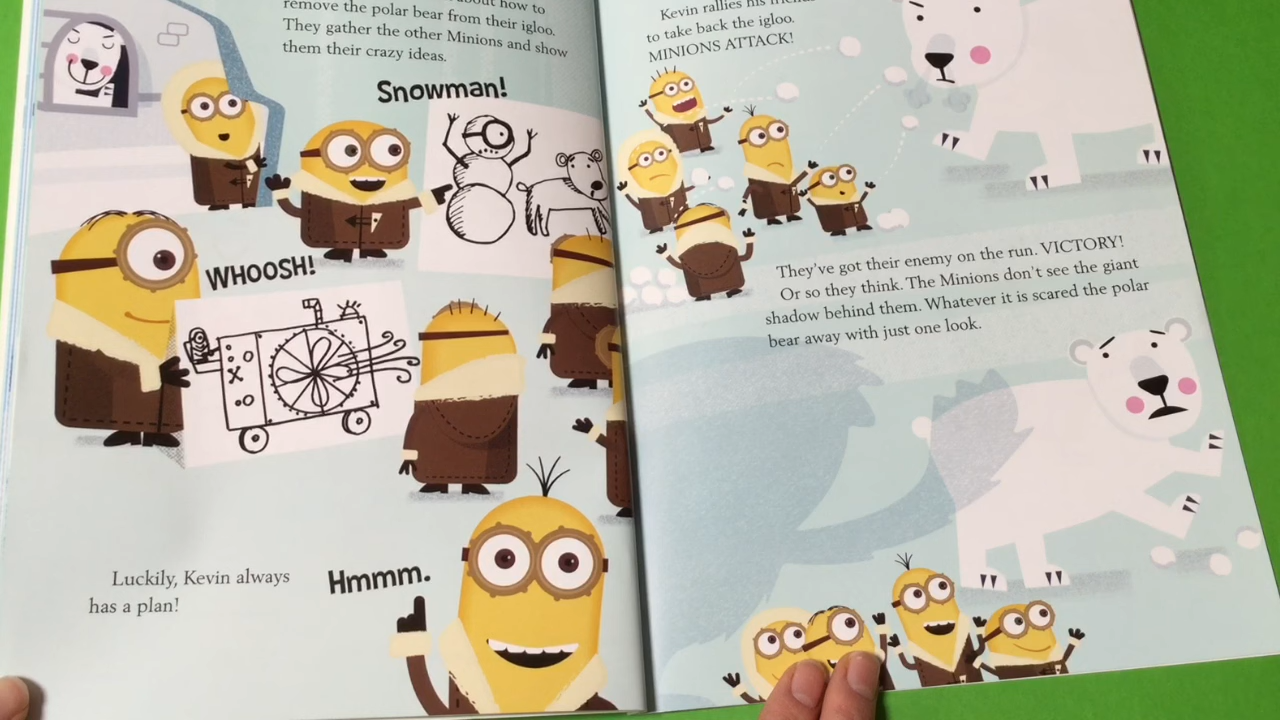 about how to
remove the polar bear from their igloo.
They gather the other Minions and show
them their crazy ideas.
Snowman!
WHOOSH!
Luckily, Kevin always
has a plan!
Hmmm.
Kevin rallies his
to take back the igloo.
MINIONS ATTACK!
They've got their enemy on the run. VICTORY!
Or so they think. The Minions don't see the giant
shadow behind them. Whatever it is scared the polar
bear away with just one look.